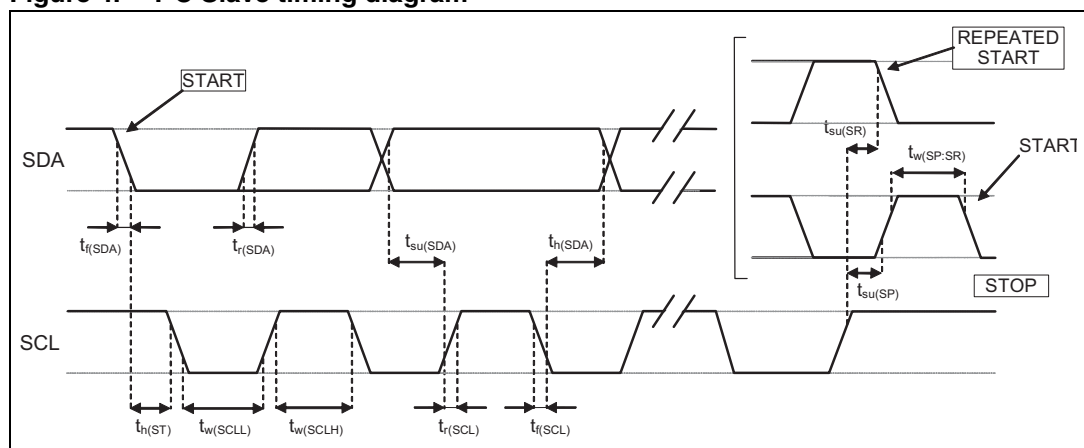 REPEATED
START
START
t su(SR)
t w(SP:SR)
START
SDA
t f(SDA)
t r(SDA)
t su(SDA)
t h(SDA)
t su(SP)
STOP
SCL
t h(ST)
t w(SCLL)
t w(SCLH)
t r(SCL)
t f(SCL)